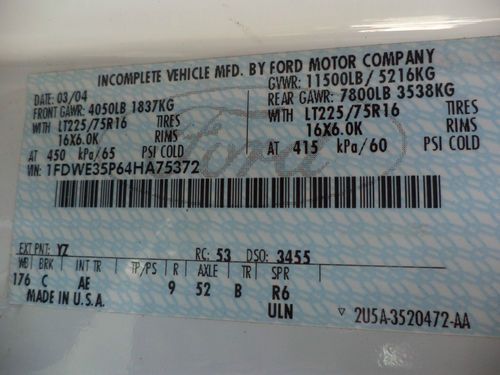 INCOMPLETE VEHICLE MFD. BY FORD MOTOR COMPANY
DATE: 03/04 GVWR: 11500LB / 5216KG
FRONT GAWR: 4050LB 1837KG REAR GAWR: 7800LB 3538KG
WITH LT225/75R16 TIRES WITH LT225/75R16 TIRES
16X6.0K RIMS 16X6.0K RIMS
AT 450 kPa/65 PSI COLD AT 415 kPa/60 PSI COLD
VIN: 1FDWE35P64HA75372
Ford
EXT PNT: YZ RC: 53 DSO: 3455
WB BRK INT TR TP/PS R AXLE TR SPR
176 C AE 9 52 B R6
MADE IN U.S.A. ULN
2U5A-3520472-AA